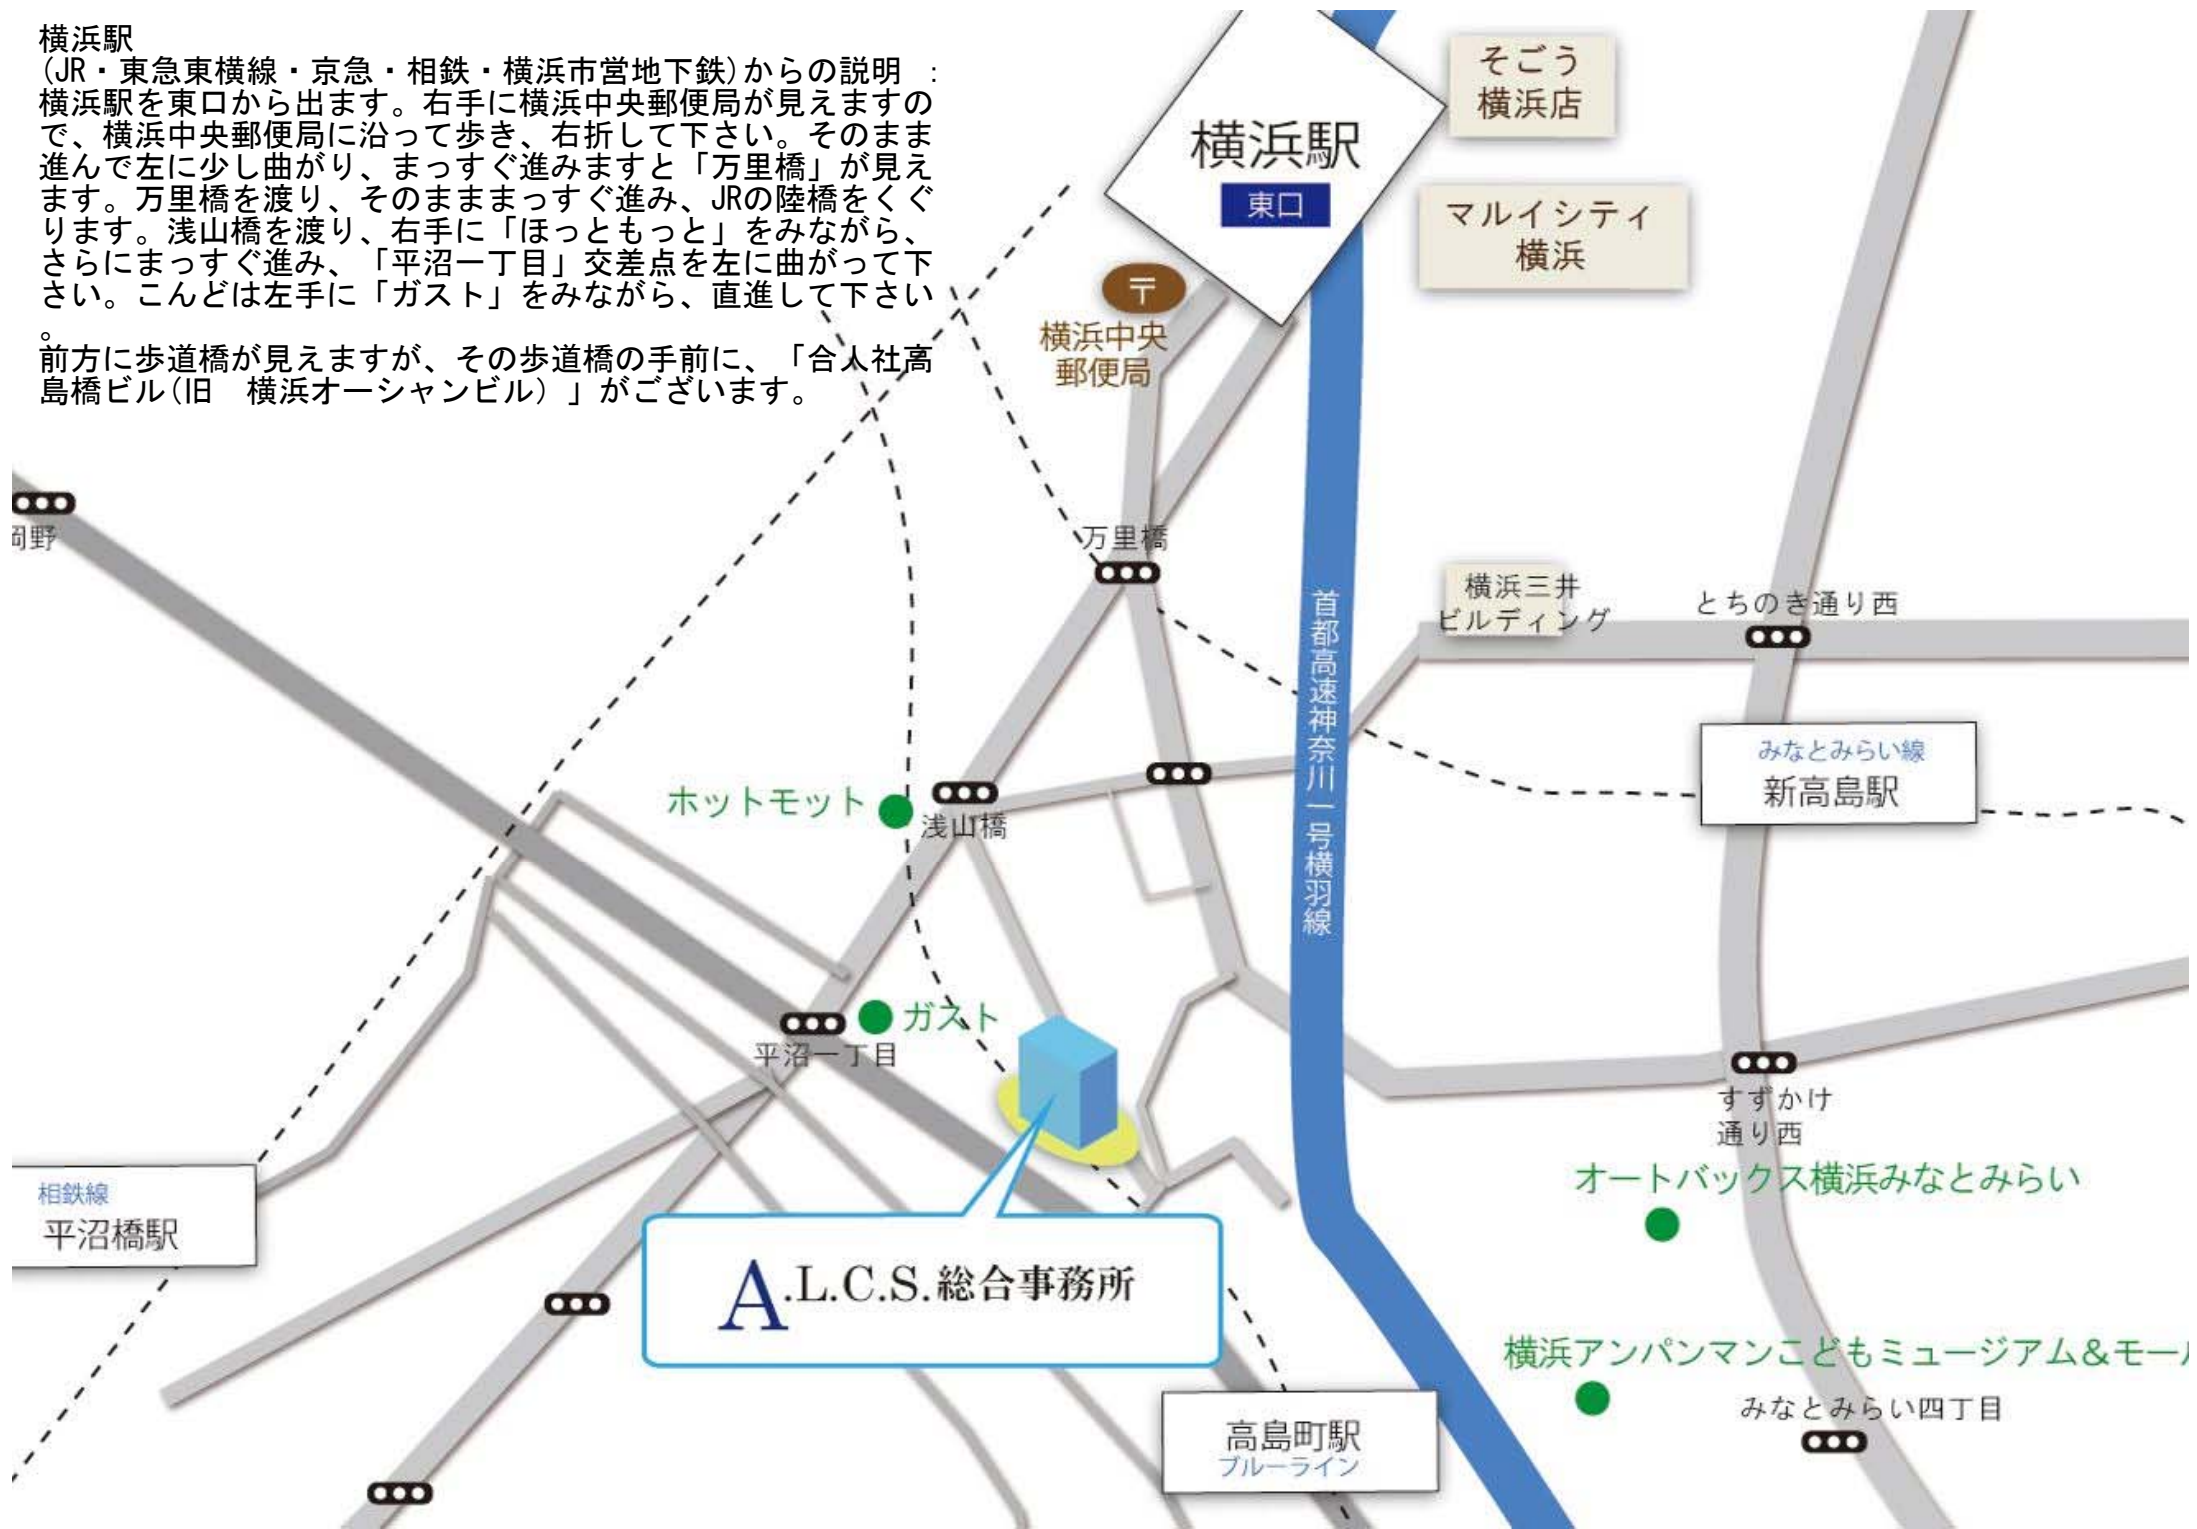 横浜駅
(JR・東急東横線・京急・相鉄・横浜市営地下鉄)からの説明 :
横浜駅を東口から出ます。右手に横浜中央郵便局が見えますの
で、横浜中央郵便局に沿って歩き、右折して下さい。そのまま
進んで左に少し曲がり、まっすぐ進みますと「万里橋」が見え
ます。万里橋を渡り、そのまままっすぐ進み、JRの陸橋をくぐ
ります。浅山橋を渡り、右手に「ほっともっと」をみながら、
さらにまっすぐ進み、「平沼一丁目」交差点を左に曲がって下
さい。こんどは左手に「ガスト」をみながら、直進して下さい
。
前方に歩道橋が見えますが、その歩道橋の手前に、「合人社高
島橋ビル(旧 横浜オーシャンビル)」がございます。
そごう
横浜店
横浜駅
東口
マルイシティ
横浜
〒
横浜中央
郵便局
岡野
万里橋
横浜三井
ビルディング
とちのき通り西
首都高速神奈川一号横羽線
みなとみらい線
新高島駅
ホットモット
浅山橋
ガスト
平沼一丁目
すずかけ
通り西
オートバックス横浜みなとみらい
相鉄線
平沼橋駅
A.L.C.S.総合事務所
横浜アンパンマンこどもミュージアム&モール
みなとみらい四丁目
高島町駅
ブルーライン